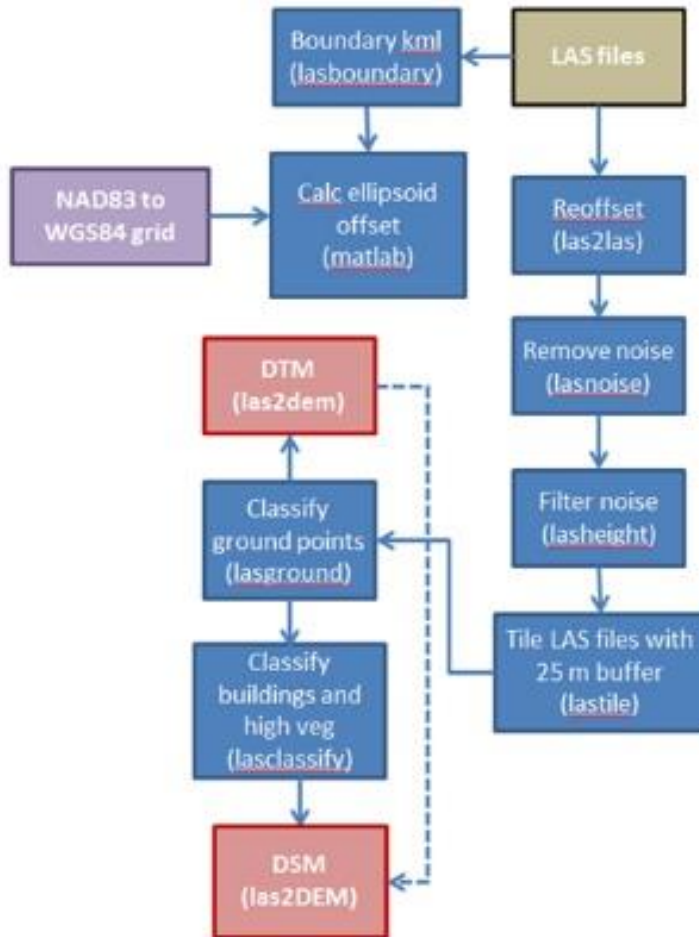 Boundary kml
(lasboundary)
LAS files
NAD83 to
WGS84 grid
Calc ellipsoid
offset
(matlab)
Reoffset
(las2las)
Remove noise
(lasnoise)
DTM
(las2dem)
Filter noise
(lasheight)
Classify
ground points
(lasground)
Tile LAS files with
25 m buffer
(lastile)
Classify
buildings and
high veg
(lasclassify)
DSM
(las2DEM)